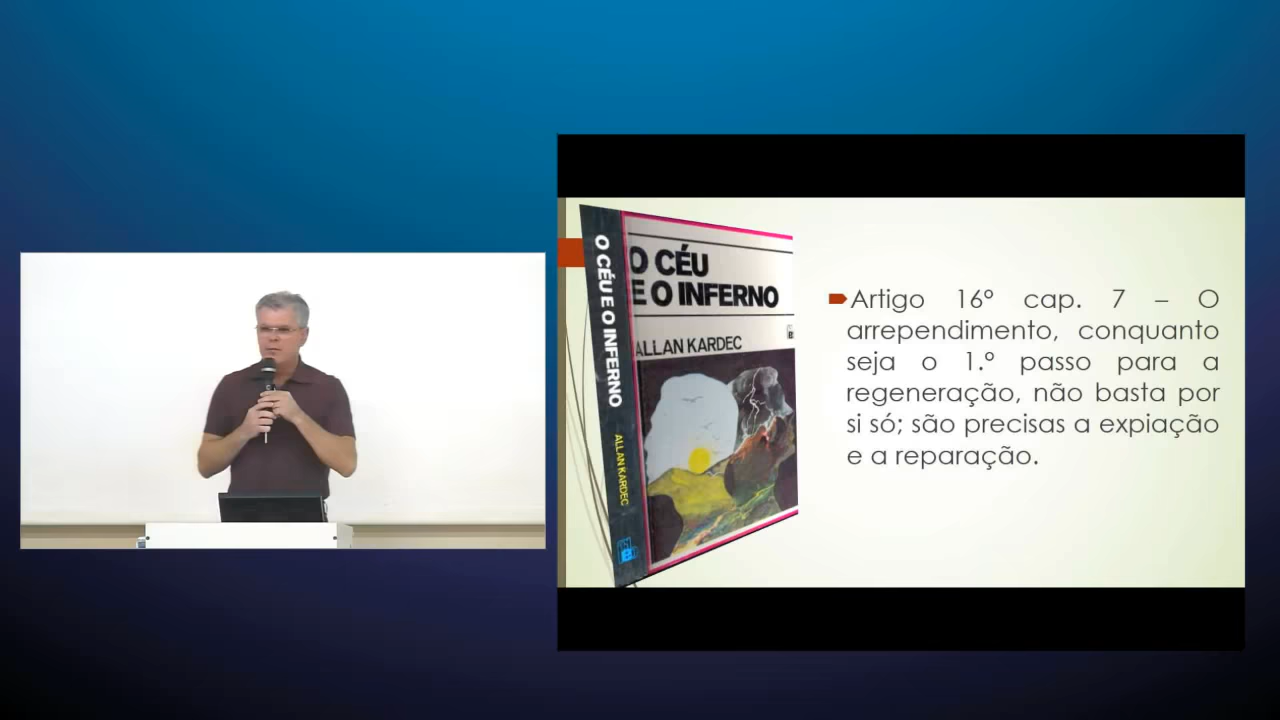 O CÉU E O INFERNO
ALLAN KARDEC
O CÉU
E O INFERNO
ALLAN KARDEC
Artigo 16º cap. 7 – O
arrependimento, conquanto
seja o 1.º passo para a
regeneração, não basta por
si só; são precisas a expiação
e a reparação.